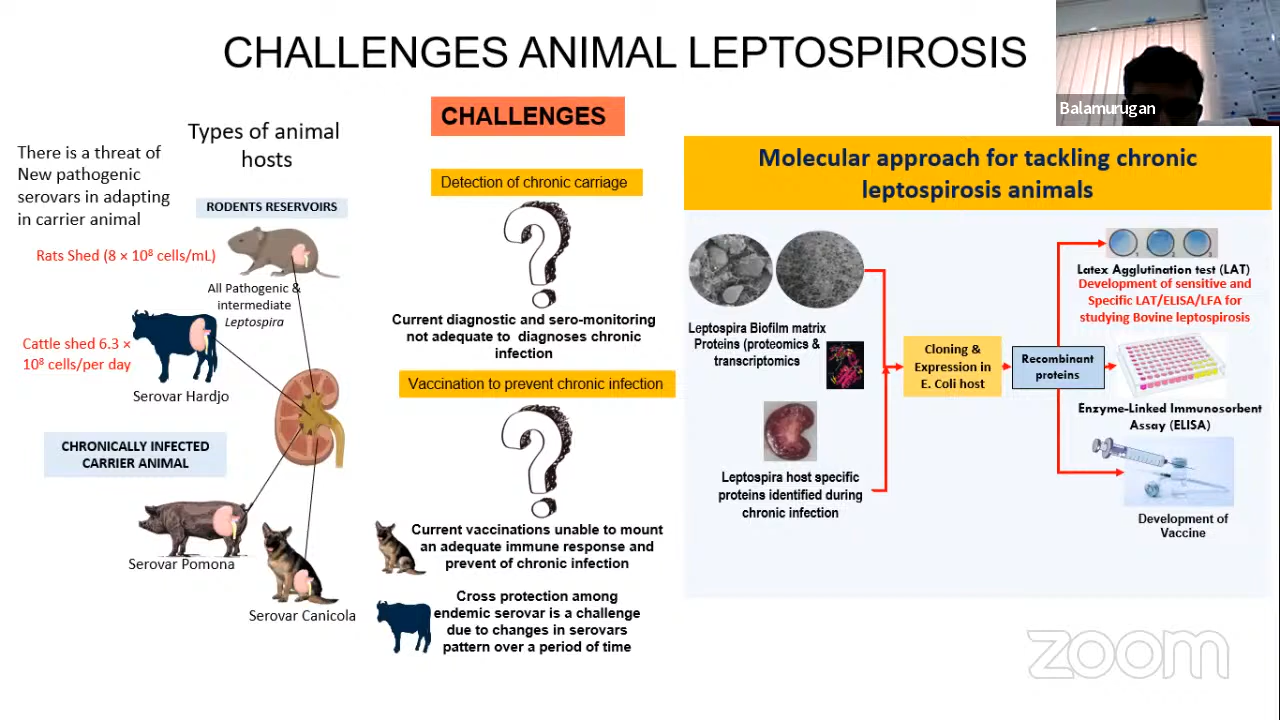 CHALLENGES ANIMAL LEPTOSPIROSIS
Balamurugan
There is a threat of
New pathogenic
serovars in adapting
in carrier animal
Types of animal
hosts
RODENTS RESERVOIRS
Rats Shed (8 × 10⁸ cells/mL)
All Pathogenic &
intermediate
Leptospira
Cattle shed 6.3 ×
10⁸ cells/per day
Serovar Hardjo
CHRONICALLY INFECTED
CARRIER ANIMAL
Serovar Pomona
Serovar Canicola
CHALLENGES
Detection of chronic carriage
Current diagnostic and sero-monitoring
not adequate to diagnoses chronic
infection
Vaccination to prevent chronic infection
Current vaccinations unable to mount
an adequate immune response and
prevent of chronic infection
Cross protection among
endemic serovar is a challenge
due to changes in serovars
pattern over a period of time
Molecular approach for tackling chronic
leptospirosis animals
Leptospira Biofilm matrix
Proteins (proteomics &
transcriptomics
Leptospira host specific
proteins identified during
chronic infection
Cloning &
Expression in
E. Coli host
Recombinant
proteins
Latex Agglutination test (LAT)
Development of sensitive and
Specific LAT/ELISA/LFA for
studying Bovine leptospirosis
Enzyme-Linked Immunosorbent
Assay (ELISA)
Development of
Vaccine
zoom